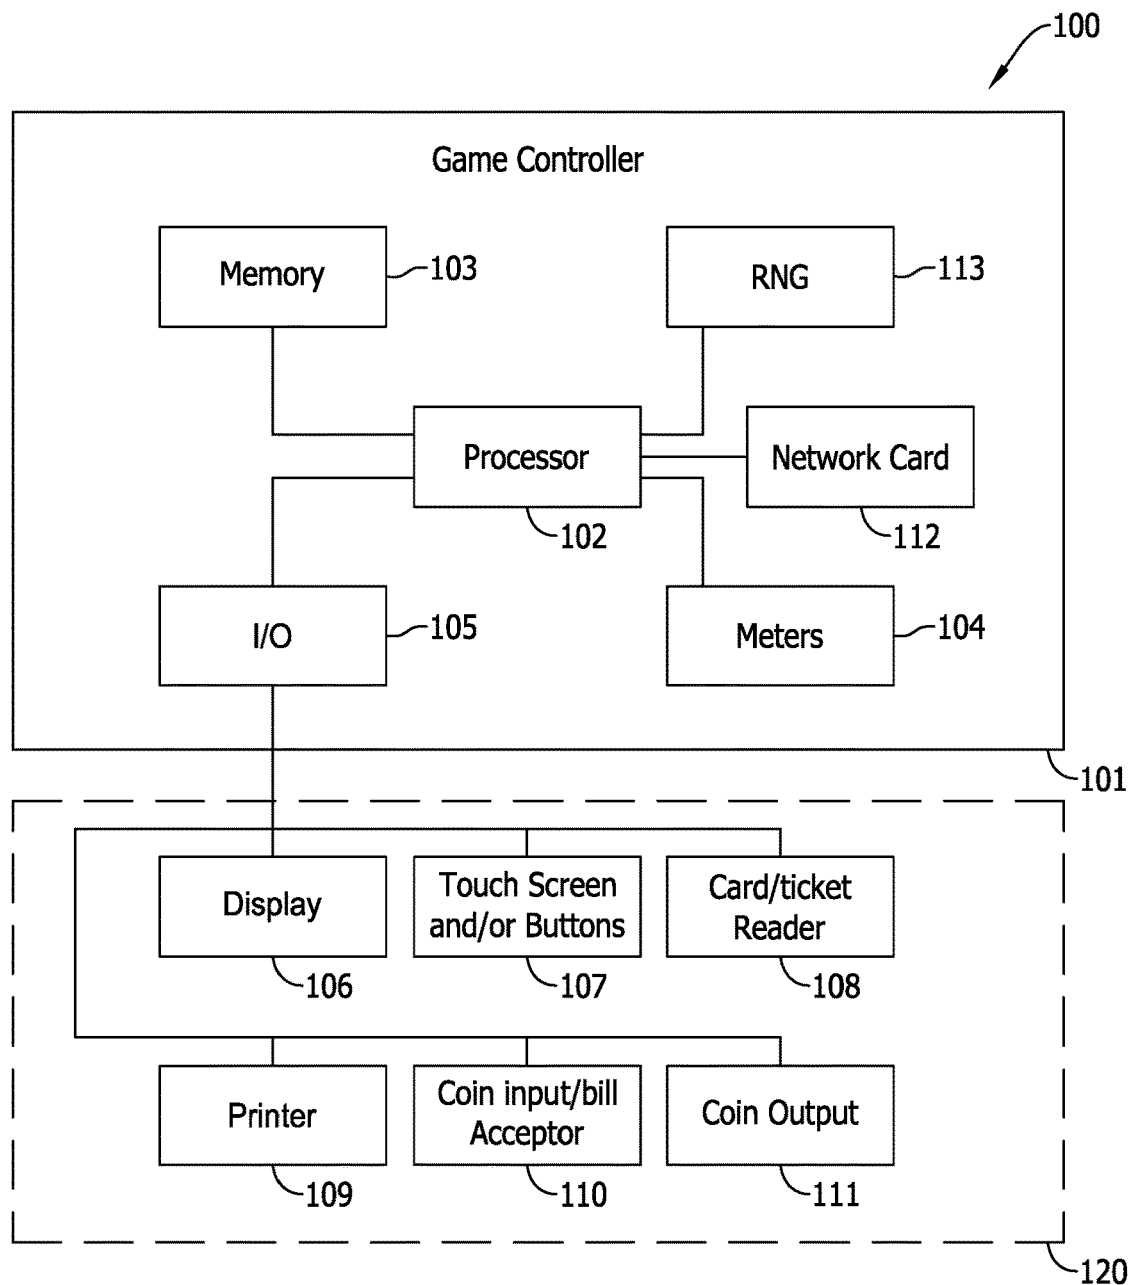 100
Game Controller
Memory
103
RNG
113
Processor
102
Network Card
112
I/O
105
Meters
104
101
Display
106
Touch Screen
and/or Buttons
107
Card/ticket
Reader
108
Printer
109
Coin input/bill
Acceptor
110
Coin Output
111
120